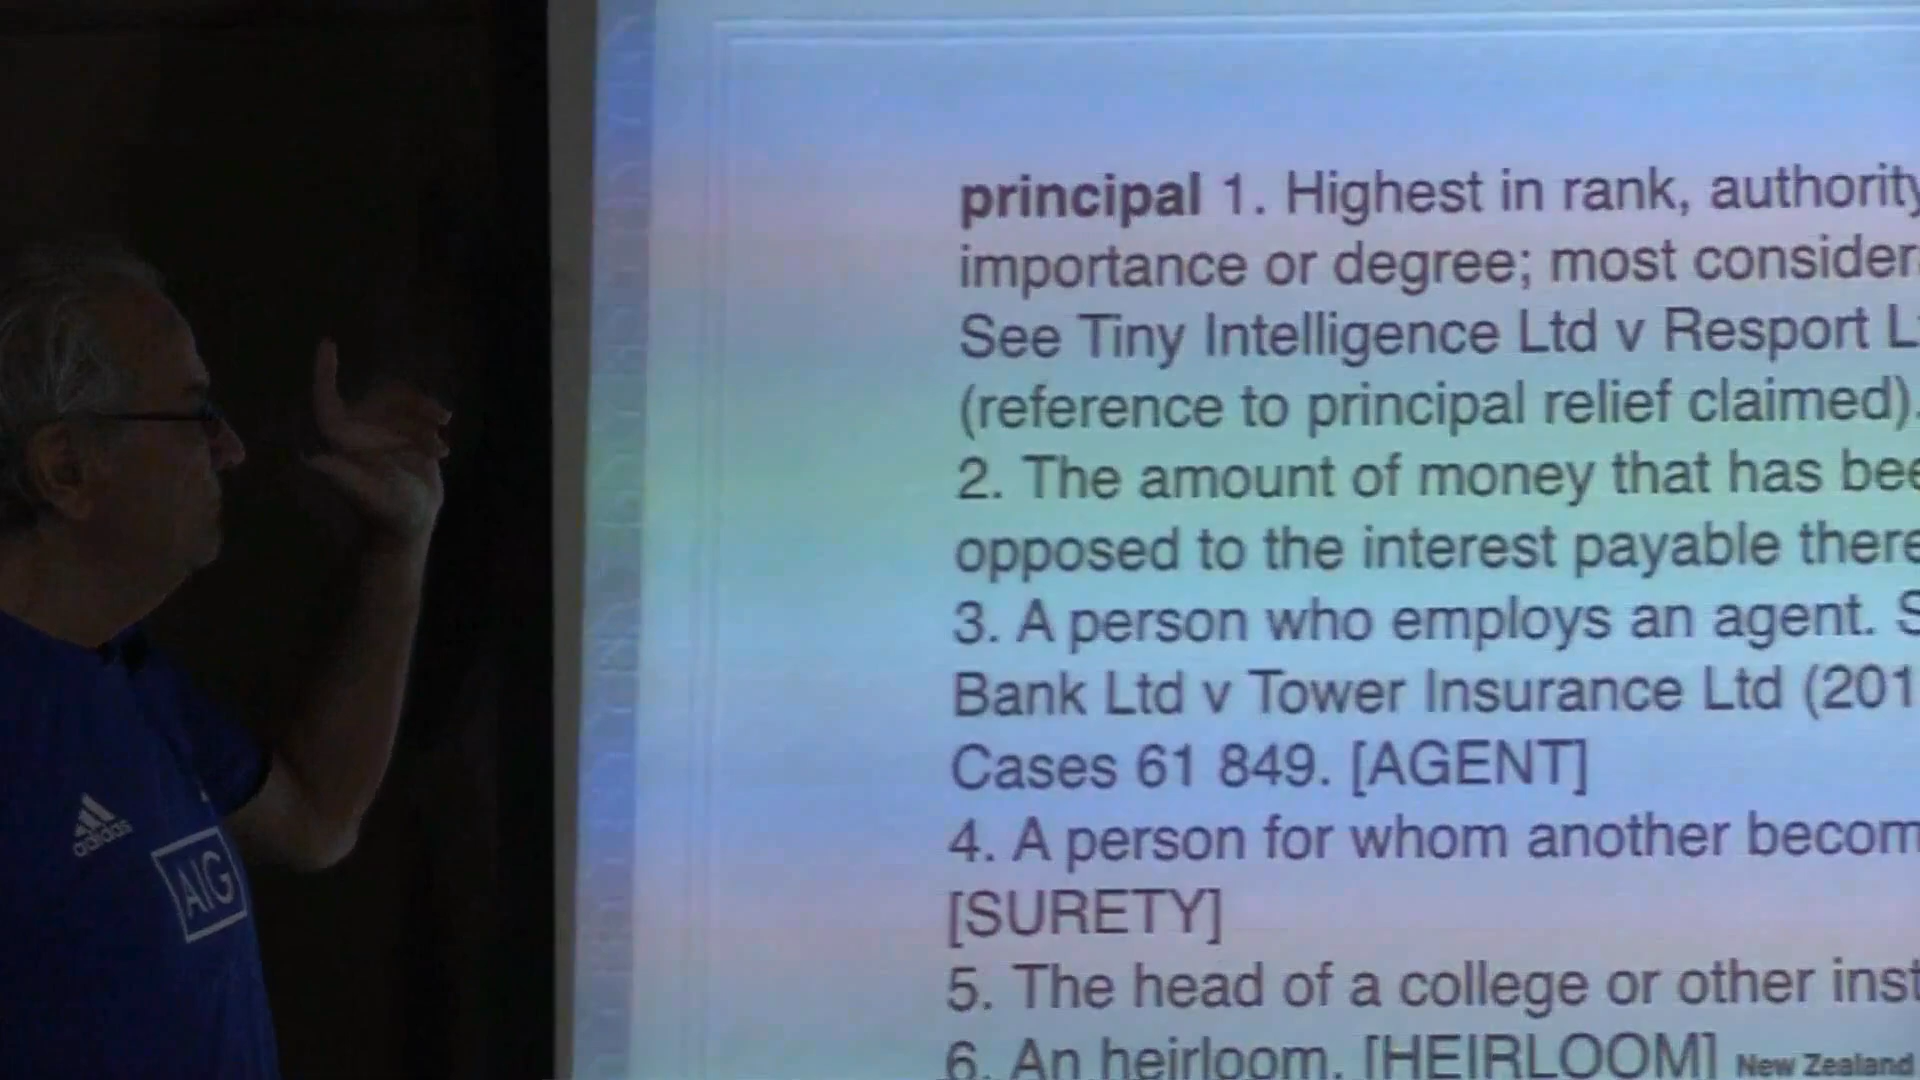 principal 1. Highest in rank, authority
importance or degree; most consider
See Tiny Intelligence Ltd v Resport L
(reference to principal relief claimed).
2. The amount of money that has bee
opposed to the interest payable there
3. A person who employs an agent. S
Bank Ltd v Tower Insurance Ltd (201
Cases 61 849. [AGENT]
4. A person for whom another becom
[SURETY]
5. The head of a college or other inst
6. An heirloom. [HEIRLOOM] New Zealand
adidas
AIG